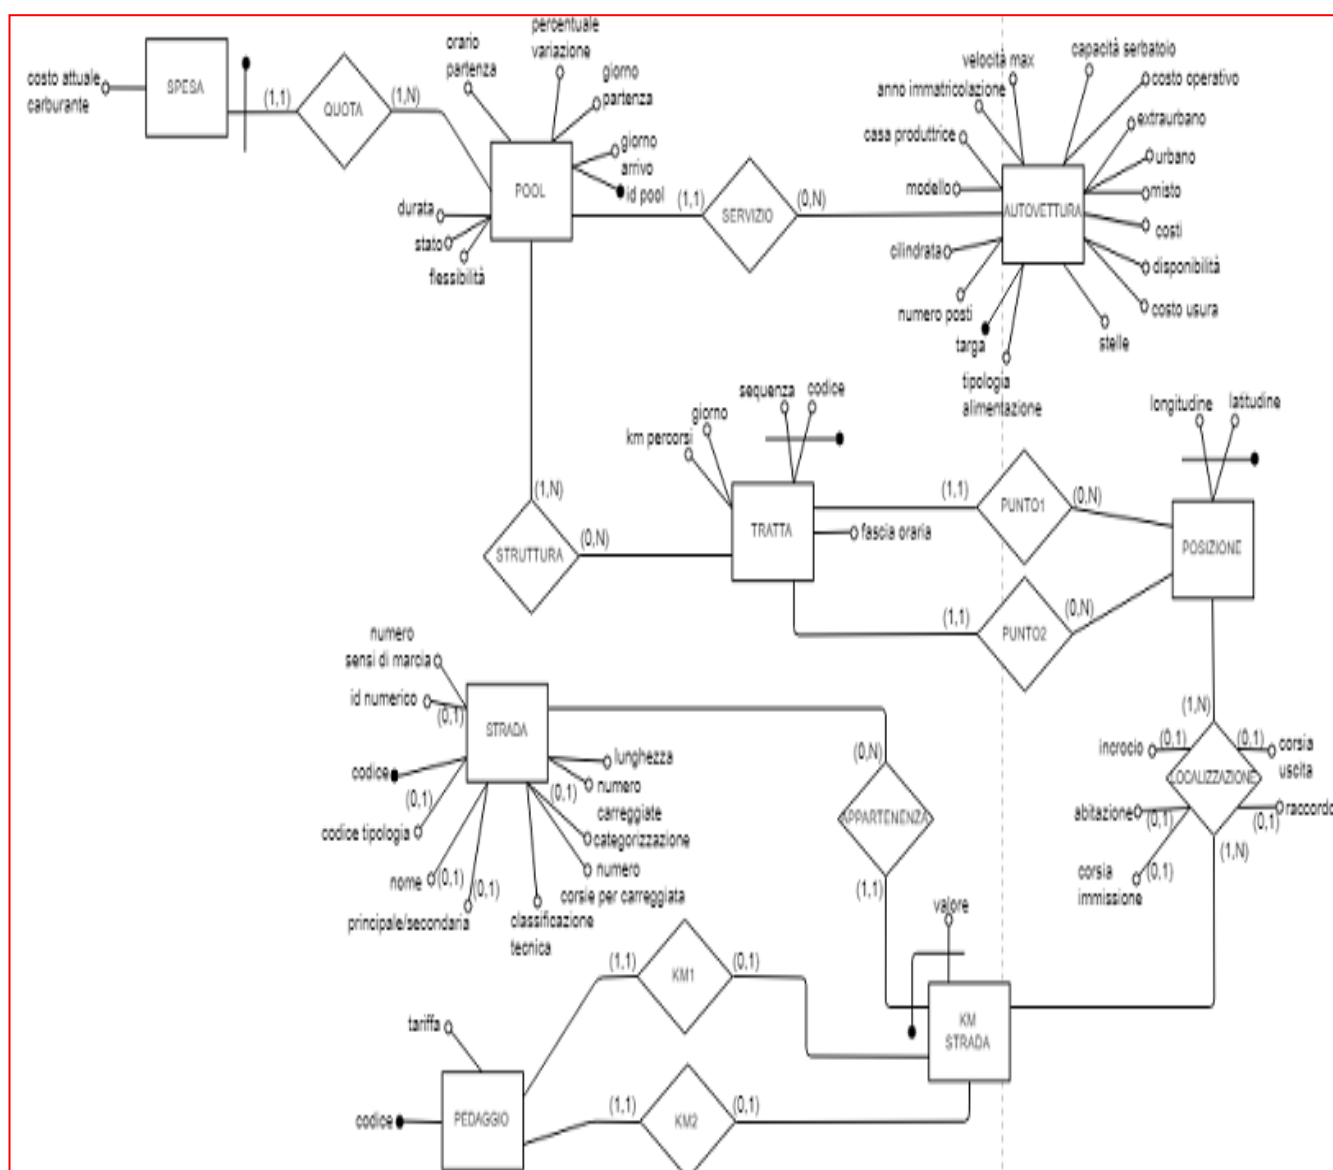 costo attuale
carburante
SPESA
(1,1)
QUOTA
(1,N)
orario
partenza
percentuale
variazione
giorno
partenza
giorno
arrivo
id pool
POOL
durata
stato
flessibilità
(1,1)
SERVIZIO
(0,N)
velocità max
capacità serbatoio
anno immatricolazione
costo operativo
casa produttrice
extraurbano
urbano
modello
misto
AUTOVETTURA
costi
cilindrata
disponibilità
numero posti
costo usura
targa
stelle
tipologia
alimentazione
sequenza
codice
giorno
km percorsi
longitudine
latitudine
(1,N)
STRUTTURA
(0,N)
TRATTA
fascia oraria
(1,1)
PUNTO1
(0,N)
POSIZIONE
(1,1)
PUNTO2
(0,N)
numero
sensi di marcia
id numerico
(0,1)
STRADA
codice
lunghezza
numero
carreggiate
(0,1)
categorizzazione
(0,1)
codice tipologia
numero
corsie per carreggiata
nome
(0,1)
(0,1)
principale/secondaria
classificazione
tecnica
(0,N)
APPARTENENZA
(1,1)
(1,N)
incrocio
(0,1)
(0,1)
corsia
uscita
LOCALIZZAZIONE
abitazione
(0,1)
raccordo
(0,1)
corsia
immissione
(0,1)
(1,N)
valore
KM
STRADA
(1,1)
KM1
(0,1)
tariffa
PEDAGGIO
codice
(1,1)
KM2
(0,1)